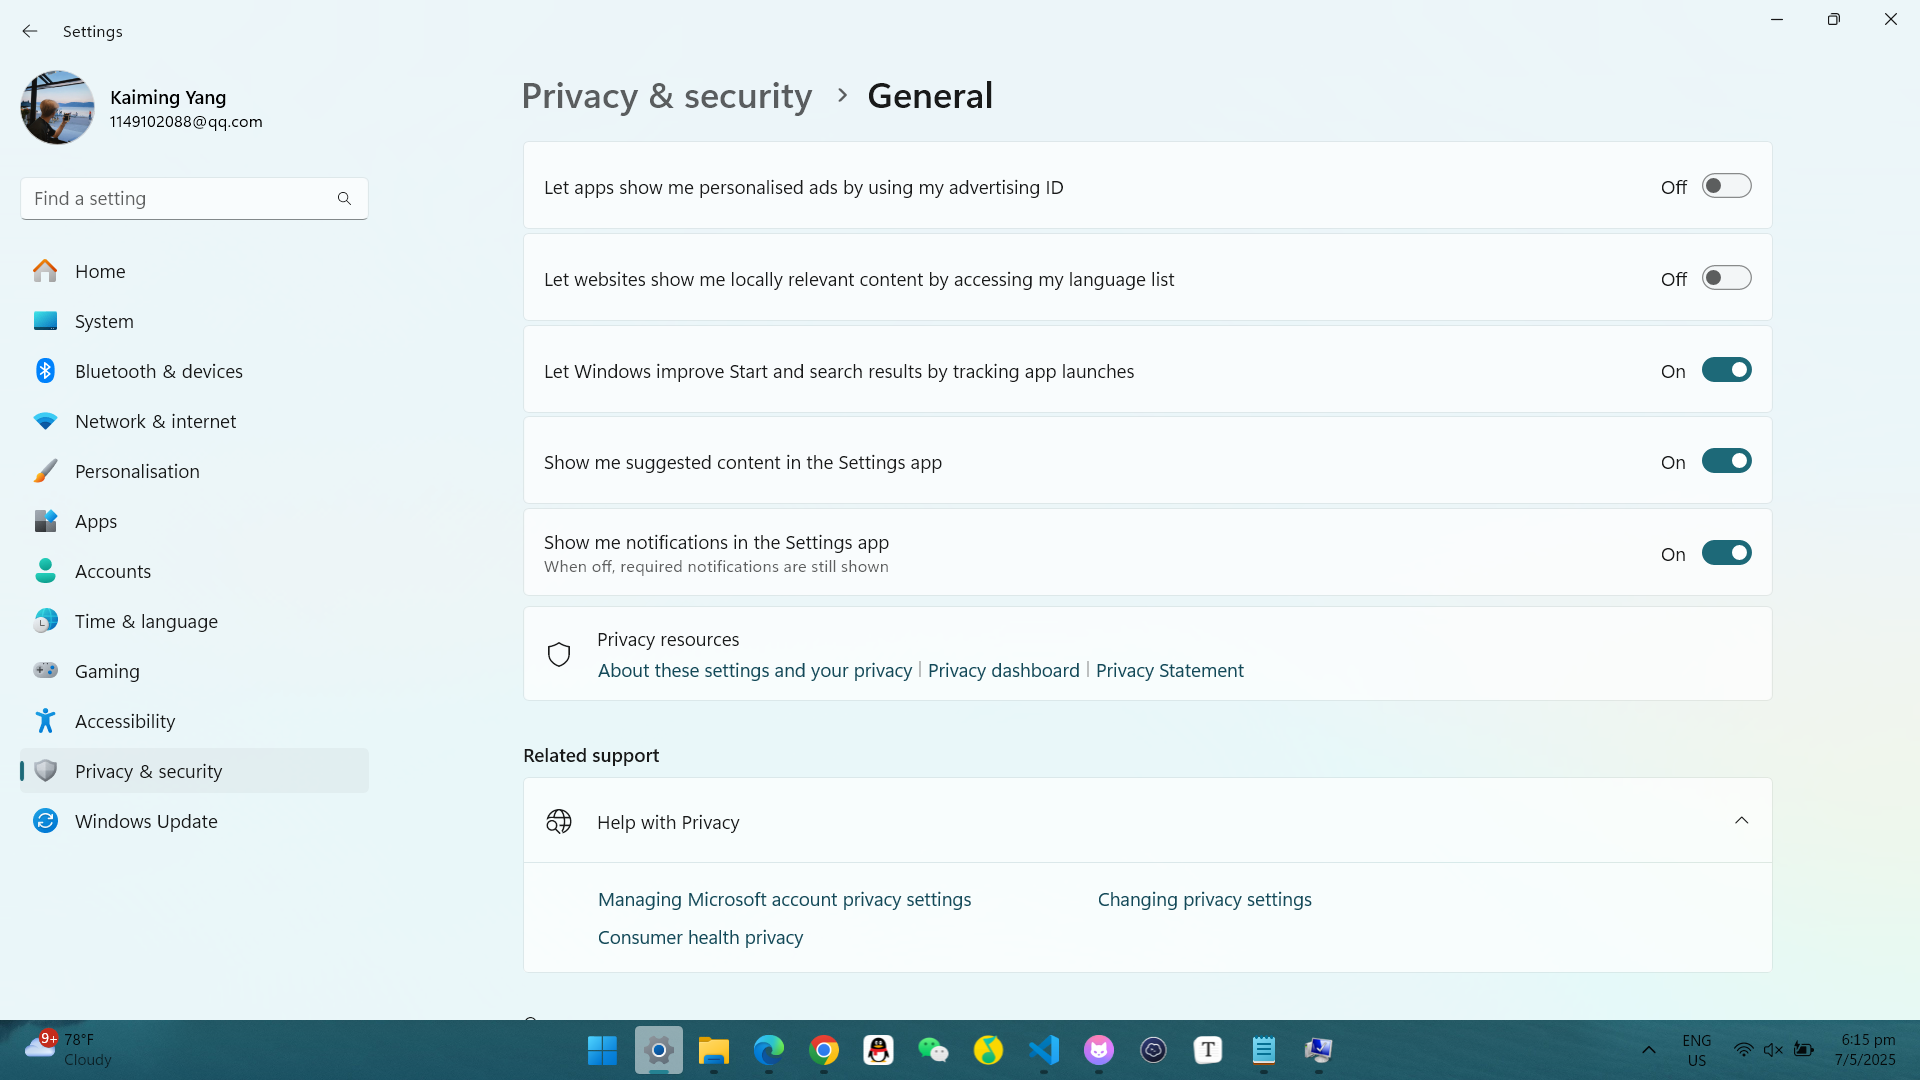 Settings
Kaiming Yang
1149102088@qq.com
Find a setting
Home
System
Bluetooth & devices
Network & internet
Personalisation
Apps
Accounts
Time & language
Gaming
Accessibility
Privacy & security
Windows Update
Privacy & security > General
Let apps show me personalised ads by using my advertising ID
Off
Let websites show me locally relevant content by accessing my language list
Off
Let Windows improve Start and search results by tracking app launches
On
Show me suggested content in the Settings app
On
Show me notifications in the Settings app
When off, required notifications are still shown
On
Privacy resources
About these settings and your privacy | Privacy dashboard | Privacy Statement
Related support
Help with Privacy
Managing Microsoft account privacy settings
Changing privacy settings
Consumer health privacy
9+
78°F
Cloudy
T
ENG
US
6:15 pm
7/5/2025